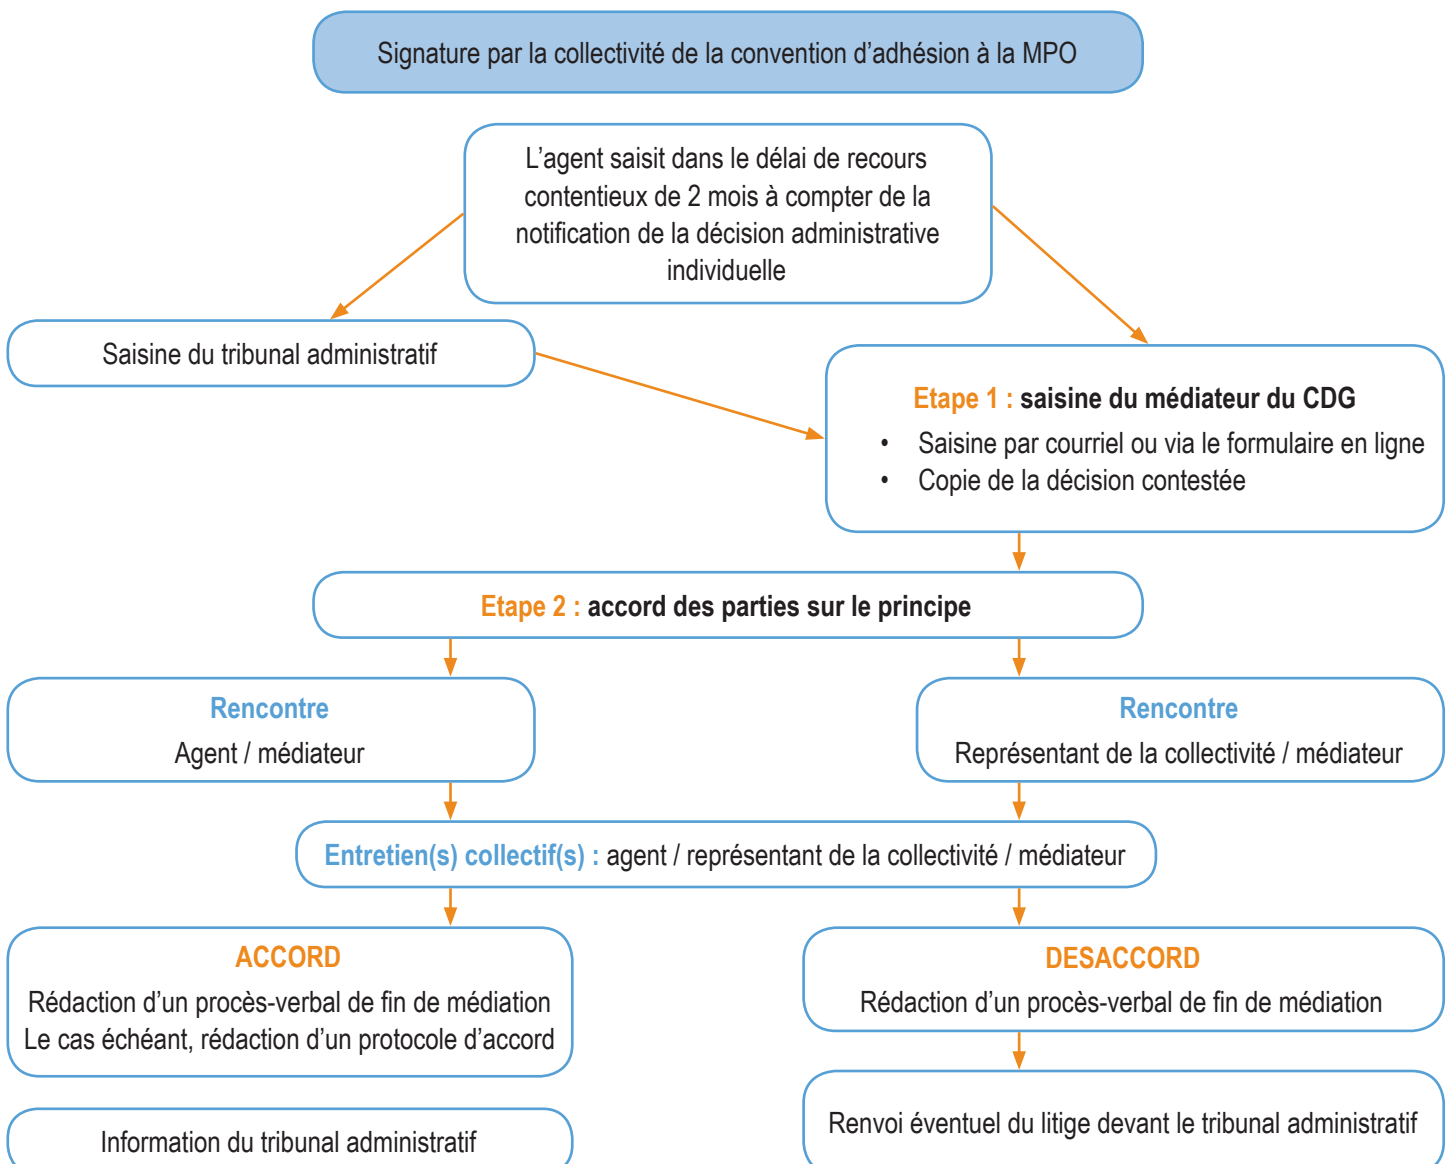 Signature par la collectivité de la convention d’adhésion à la MPO
L’agent saisit dans le délai de recours
contentieux de 2 mois à compter de la
notification de la décision administrative
individuelle
Saisine du tribunal administratif
Etape 1 : saisine du médiateur du CDG
• Saisine par courriel ou via le formulaire en ligne
• Copie de la décision contestée
Etape 2 : accord des parties sur le principe
Rencontre
Agent / médiateur
Rencontre
Représentant de la collectivité / médiateur
Entretien(s) collectif(s) : agent / représentant de la collectivité / médiateur
ACCORD
Rédaction d’un procès-verbal de fin de médiation
Le cas échéant, rédaction d’un protocole d’accord
DESACCORD
Rédaction d’un procès-verbal de fin de médiation
Information du tribunal administratif
Renvoi éventuel du litige devant le tribunal administratif